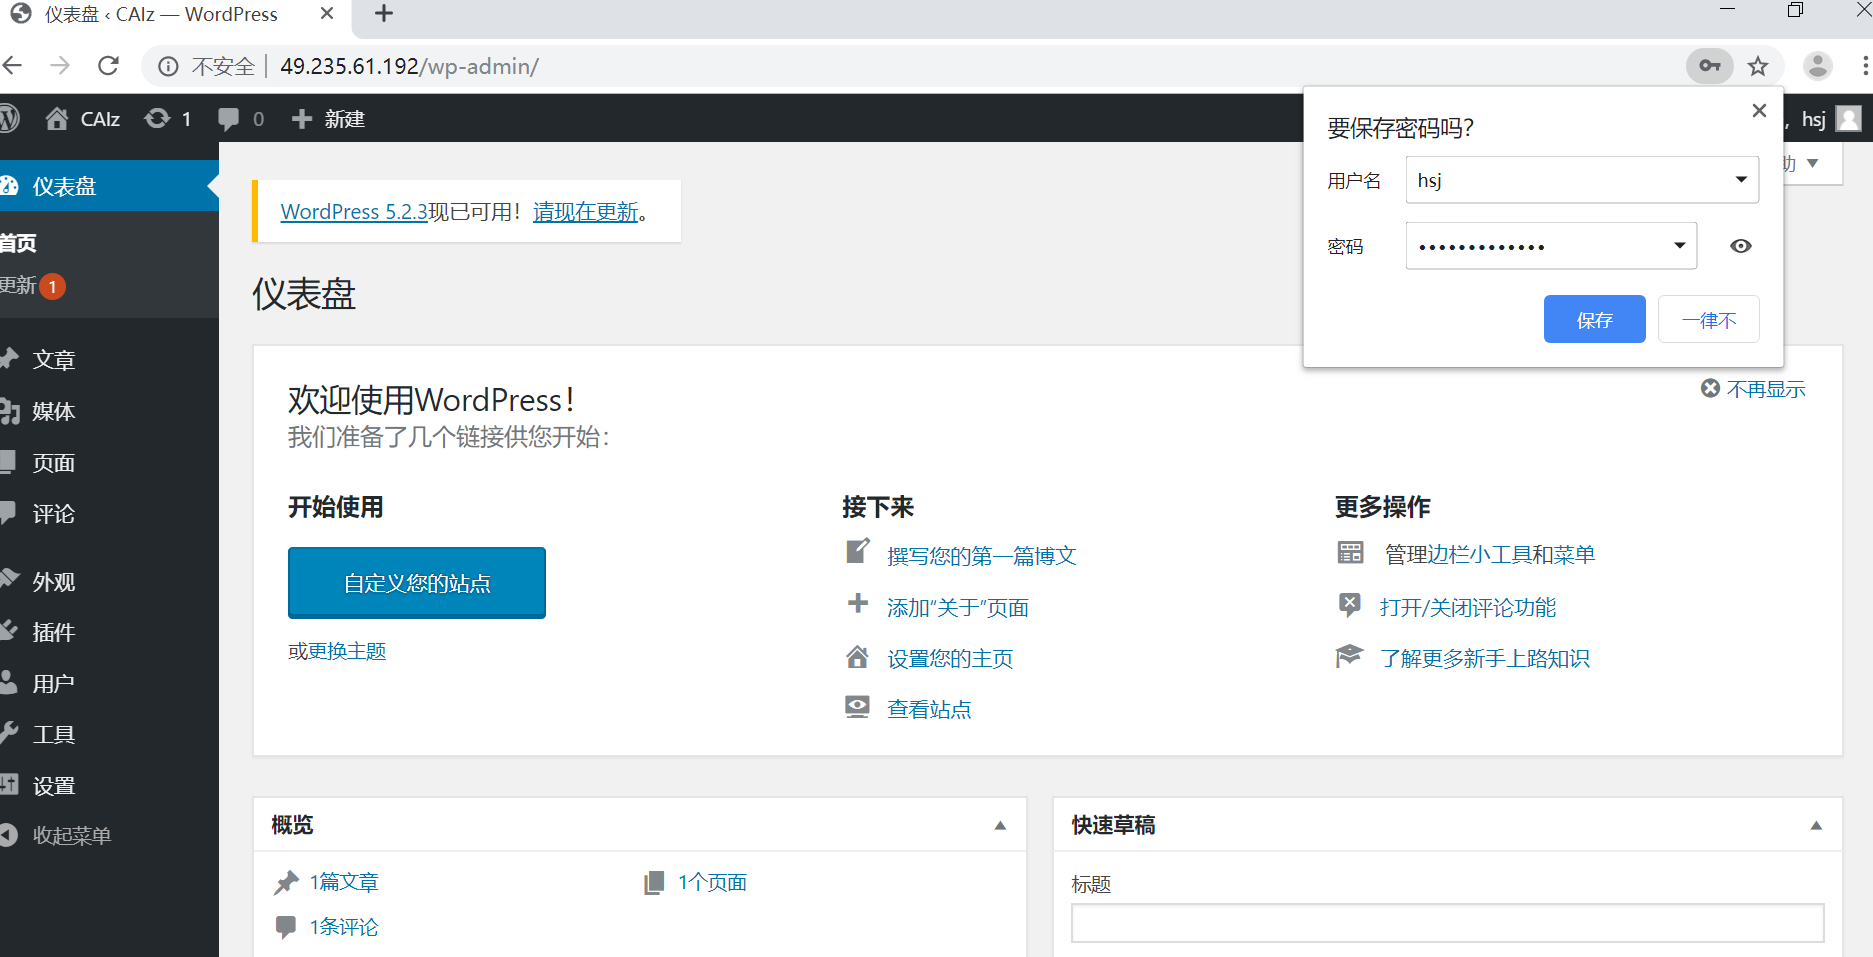 仪表盘 ‹ CAIz — WordPress
不安全 49.235.61.192/wp-admin/
CAIz 1 0 新建
, hsj
要保存密码吗?
用户名 hsj
密码 •••••••••••••
保存 一律不
助
仪表盘
首页
更新 1
文章
媒体
页面
评论
外观
插件
用户
工具
设置
收起菜单
WordPress 5.2.3现已可用！请现在更新。
仪表盘
欢迎使用WordPress！
我们准备了几个链接供您开始：
不再显示
开始使用
自定义您的站点
或更换主题
接下来
撰写您的第一篇博文
添加“关于”页面
设置您的主页
查看站点
更多操作
管理边栏小工具和菜单
打开/关闭评论功能
了解更多新手上路知识
概览
1篇文章
1个页面
1条评论
快速草稿
标题